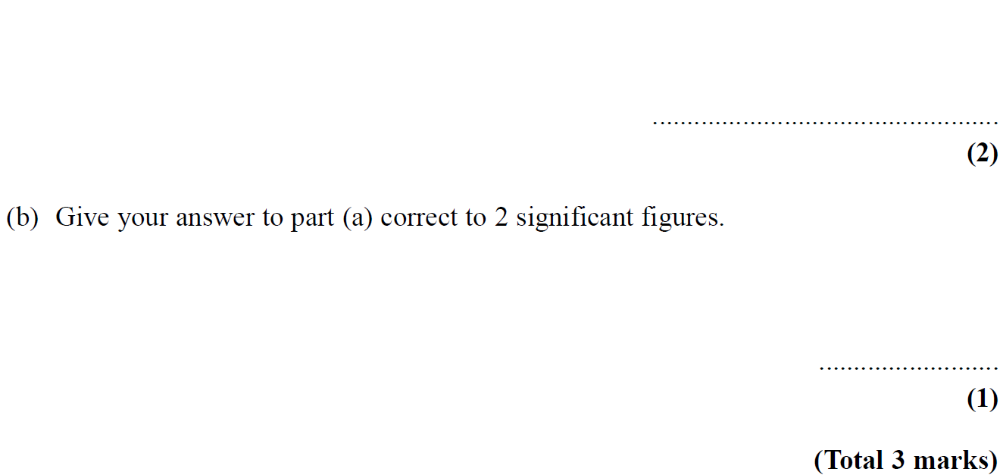 ..................................................
(2)
(b) Give your answer to part (a) correct to 2 significant figures.
..........................
(1)
(Total 3 marks)